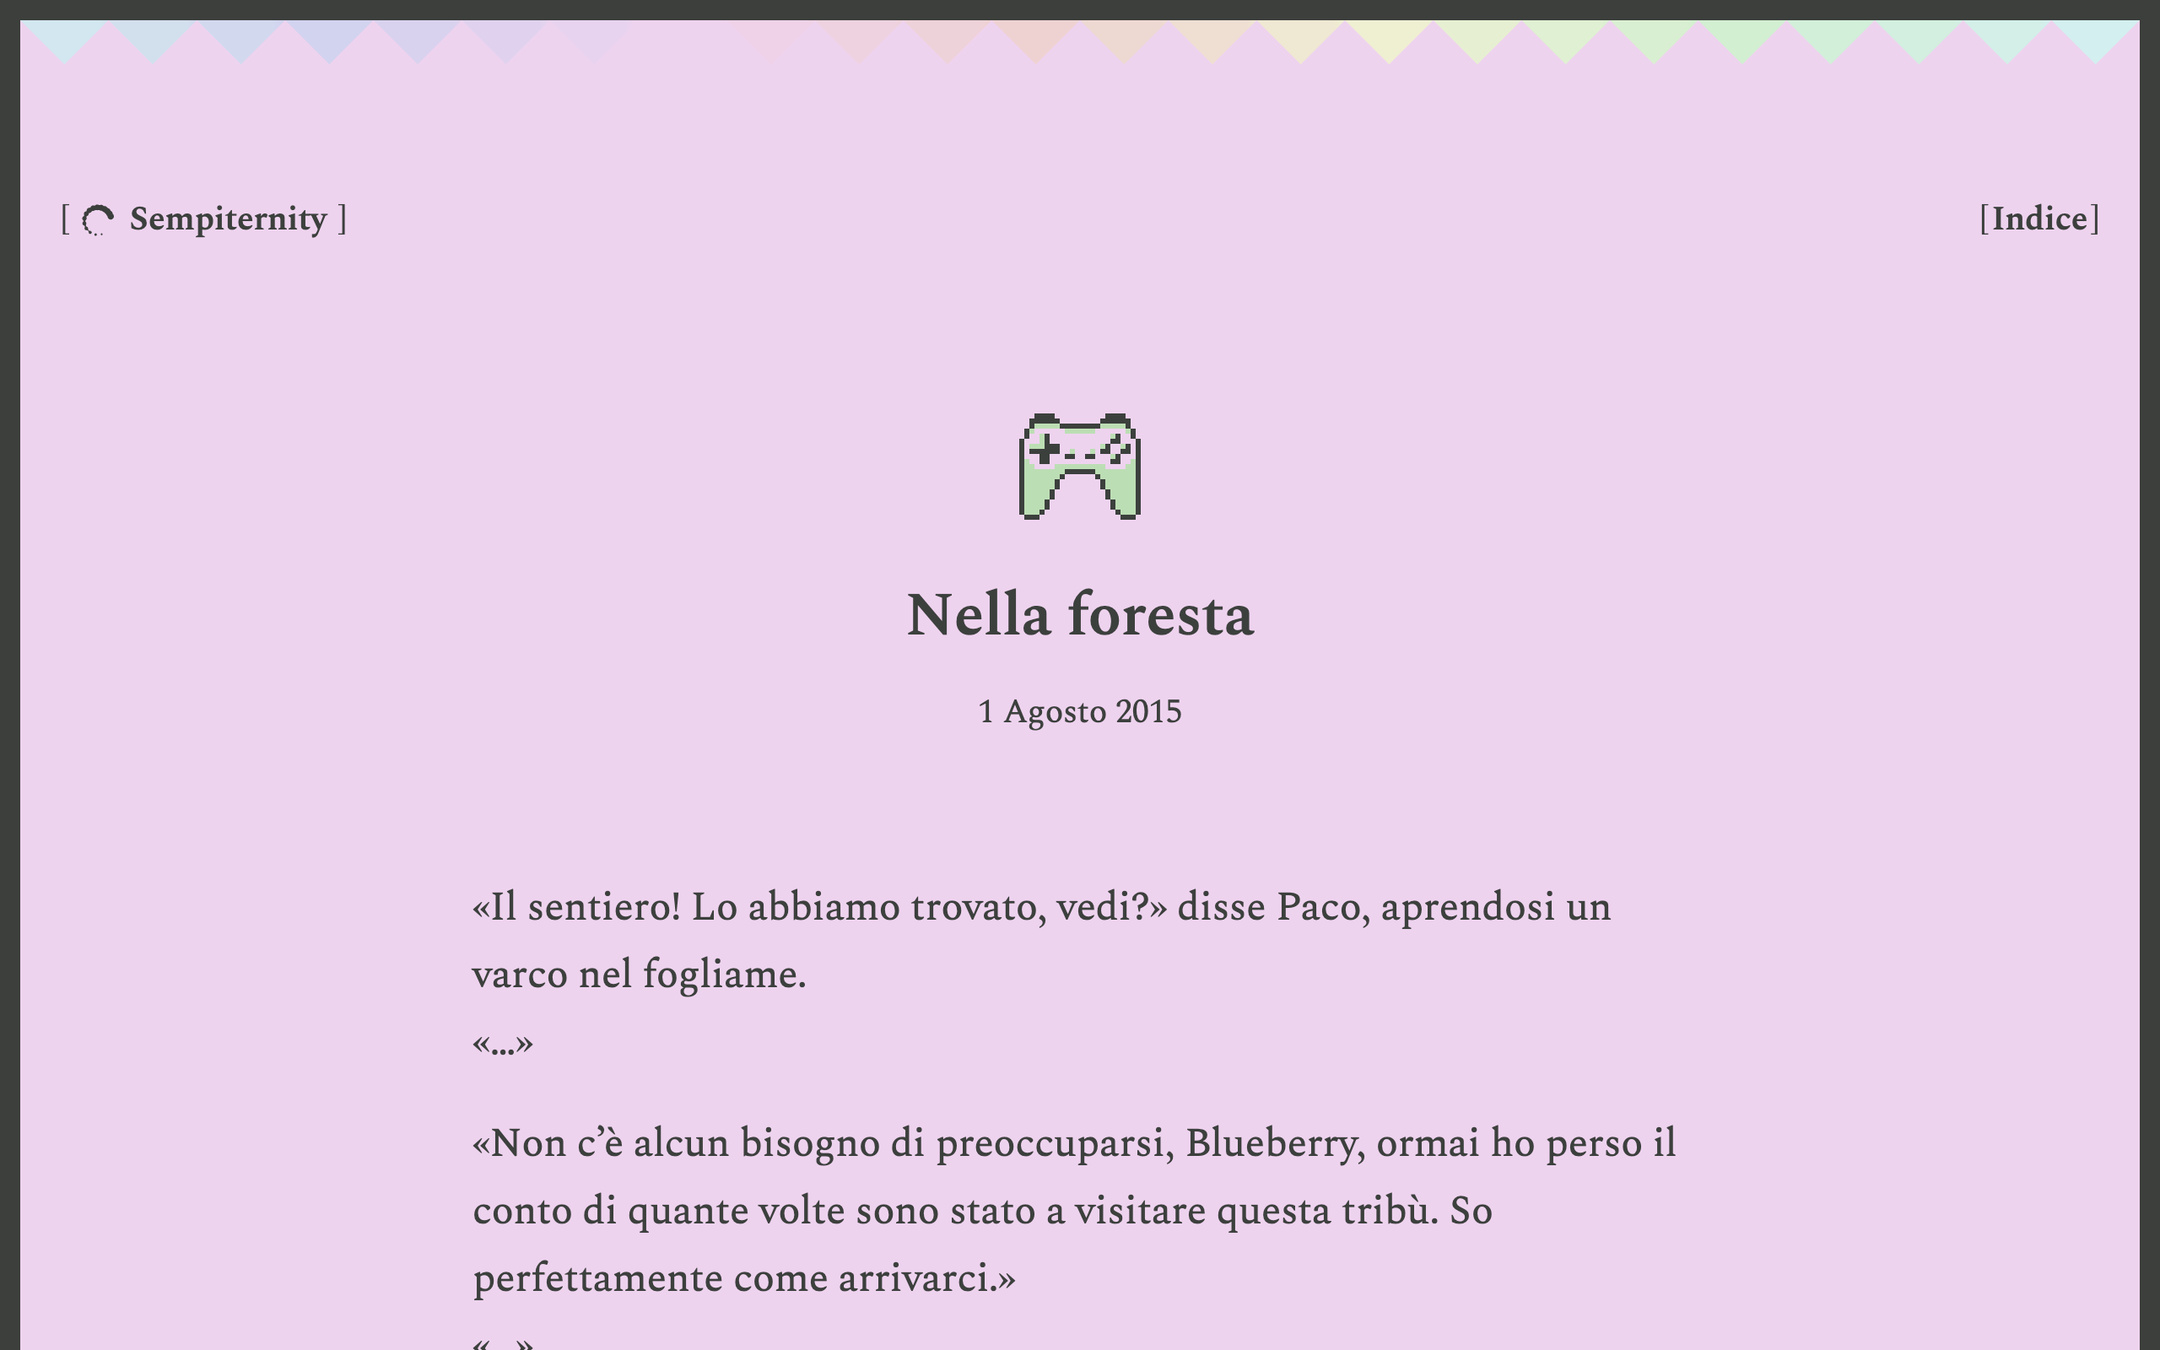 [ Sempiternity ]
[Indice]
Nella foresta
1 Agosto 2015
«Il sentiero! Lo abbiamo trovato, vedi?» disse Paco, aprendosi un
varco nel fogliame.
«…»
«Non c’è alcun bisogno di preoccuparsi, Blueberry, ormai ho perso il
conto di quante volte sono stato a visitare questa tribù. So
perfettamente come arrivarci.»
«…»